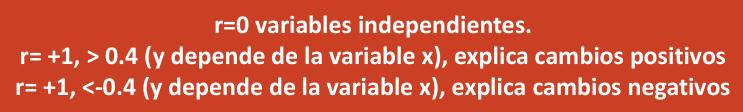 r=0 variables independientes.
r= +1, > 0.4 (y depende de la variable x), explica cambios positivos
r= +1, <-0.4 (y depende de la variable x), explica cambios negativos